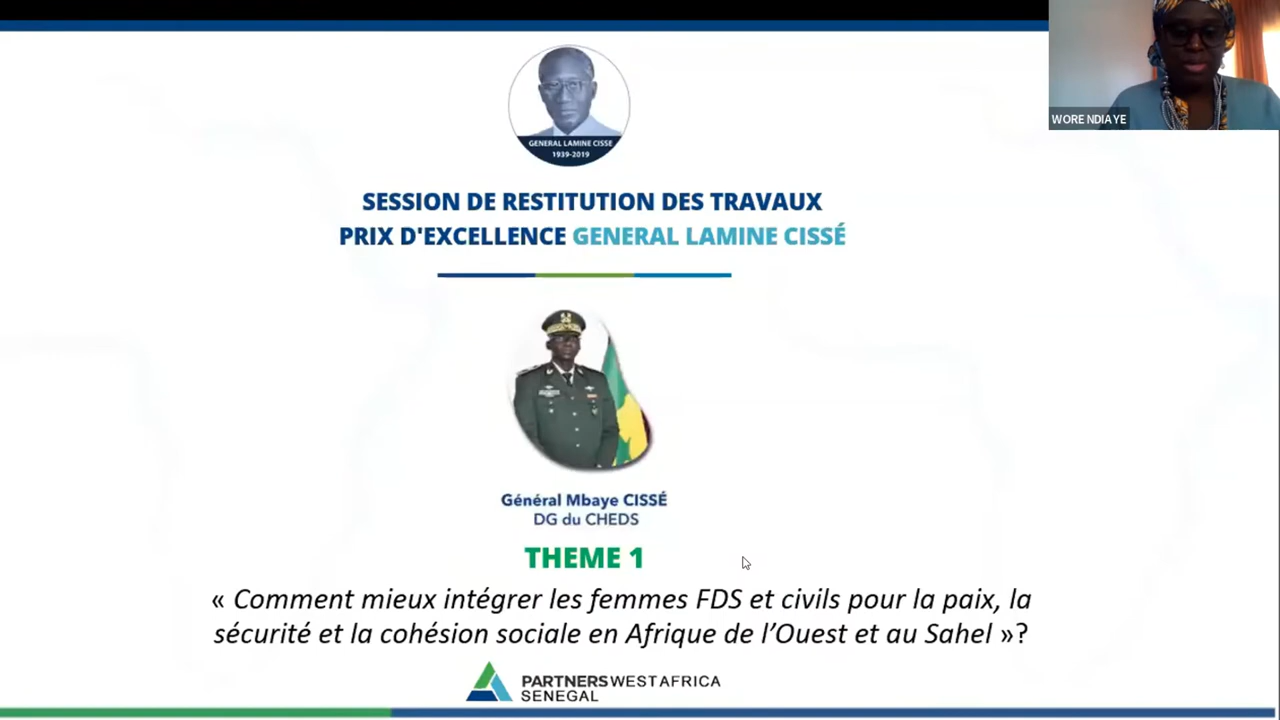 WORE NDIAYE
GENERAL LAMINE CISSE
1939-2019
SESSION DE RESTITUTION DES TRAVAUX
PRIX D'EXCELLENCE GENERAL LAMINE CISSÉ
Général Mbaye CISSÉ
DG du CHEDS
THEME 1
« Comment mieux intégrer les femmes FDS et civils pour la paix, la
sécurité et la cohésion sociale en Afrique de l’Ouest et au Sahel »?
PARTNERS WEST AFRICA
SENEGAL